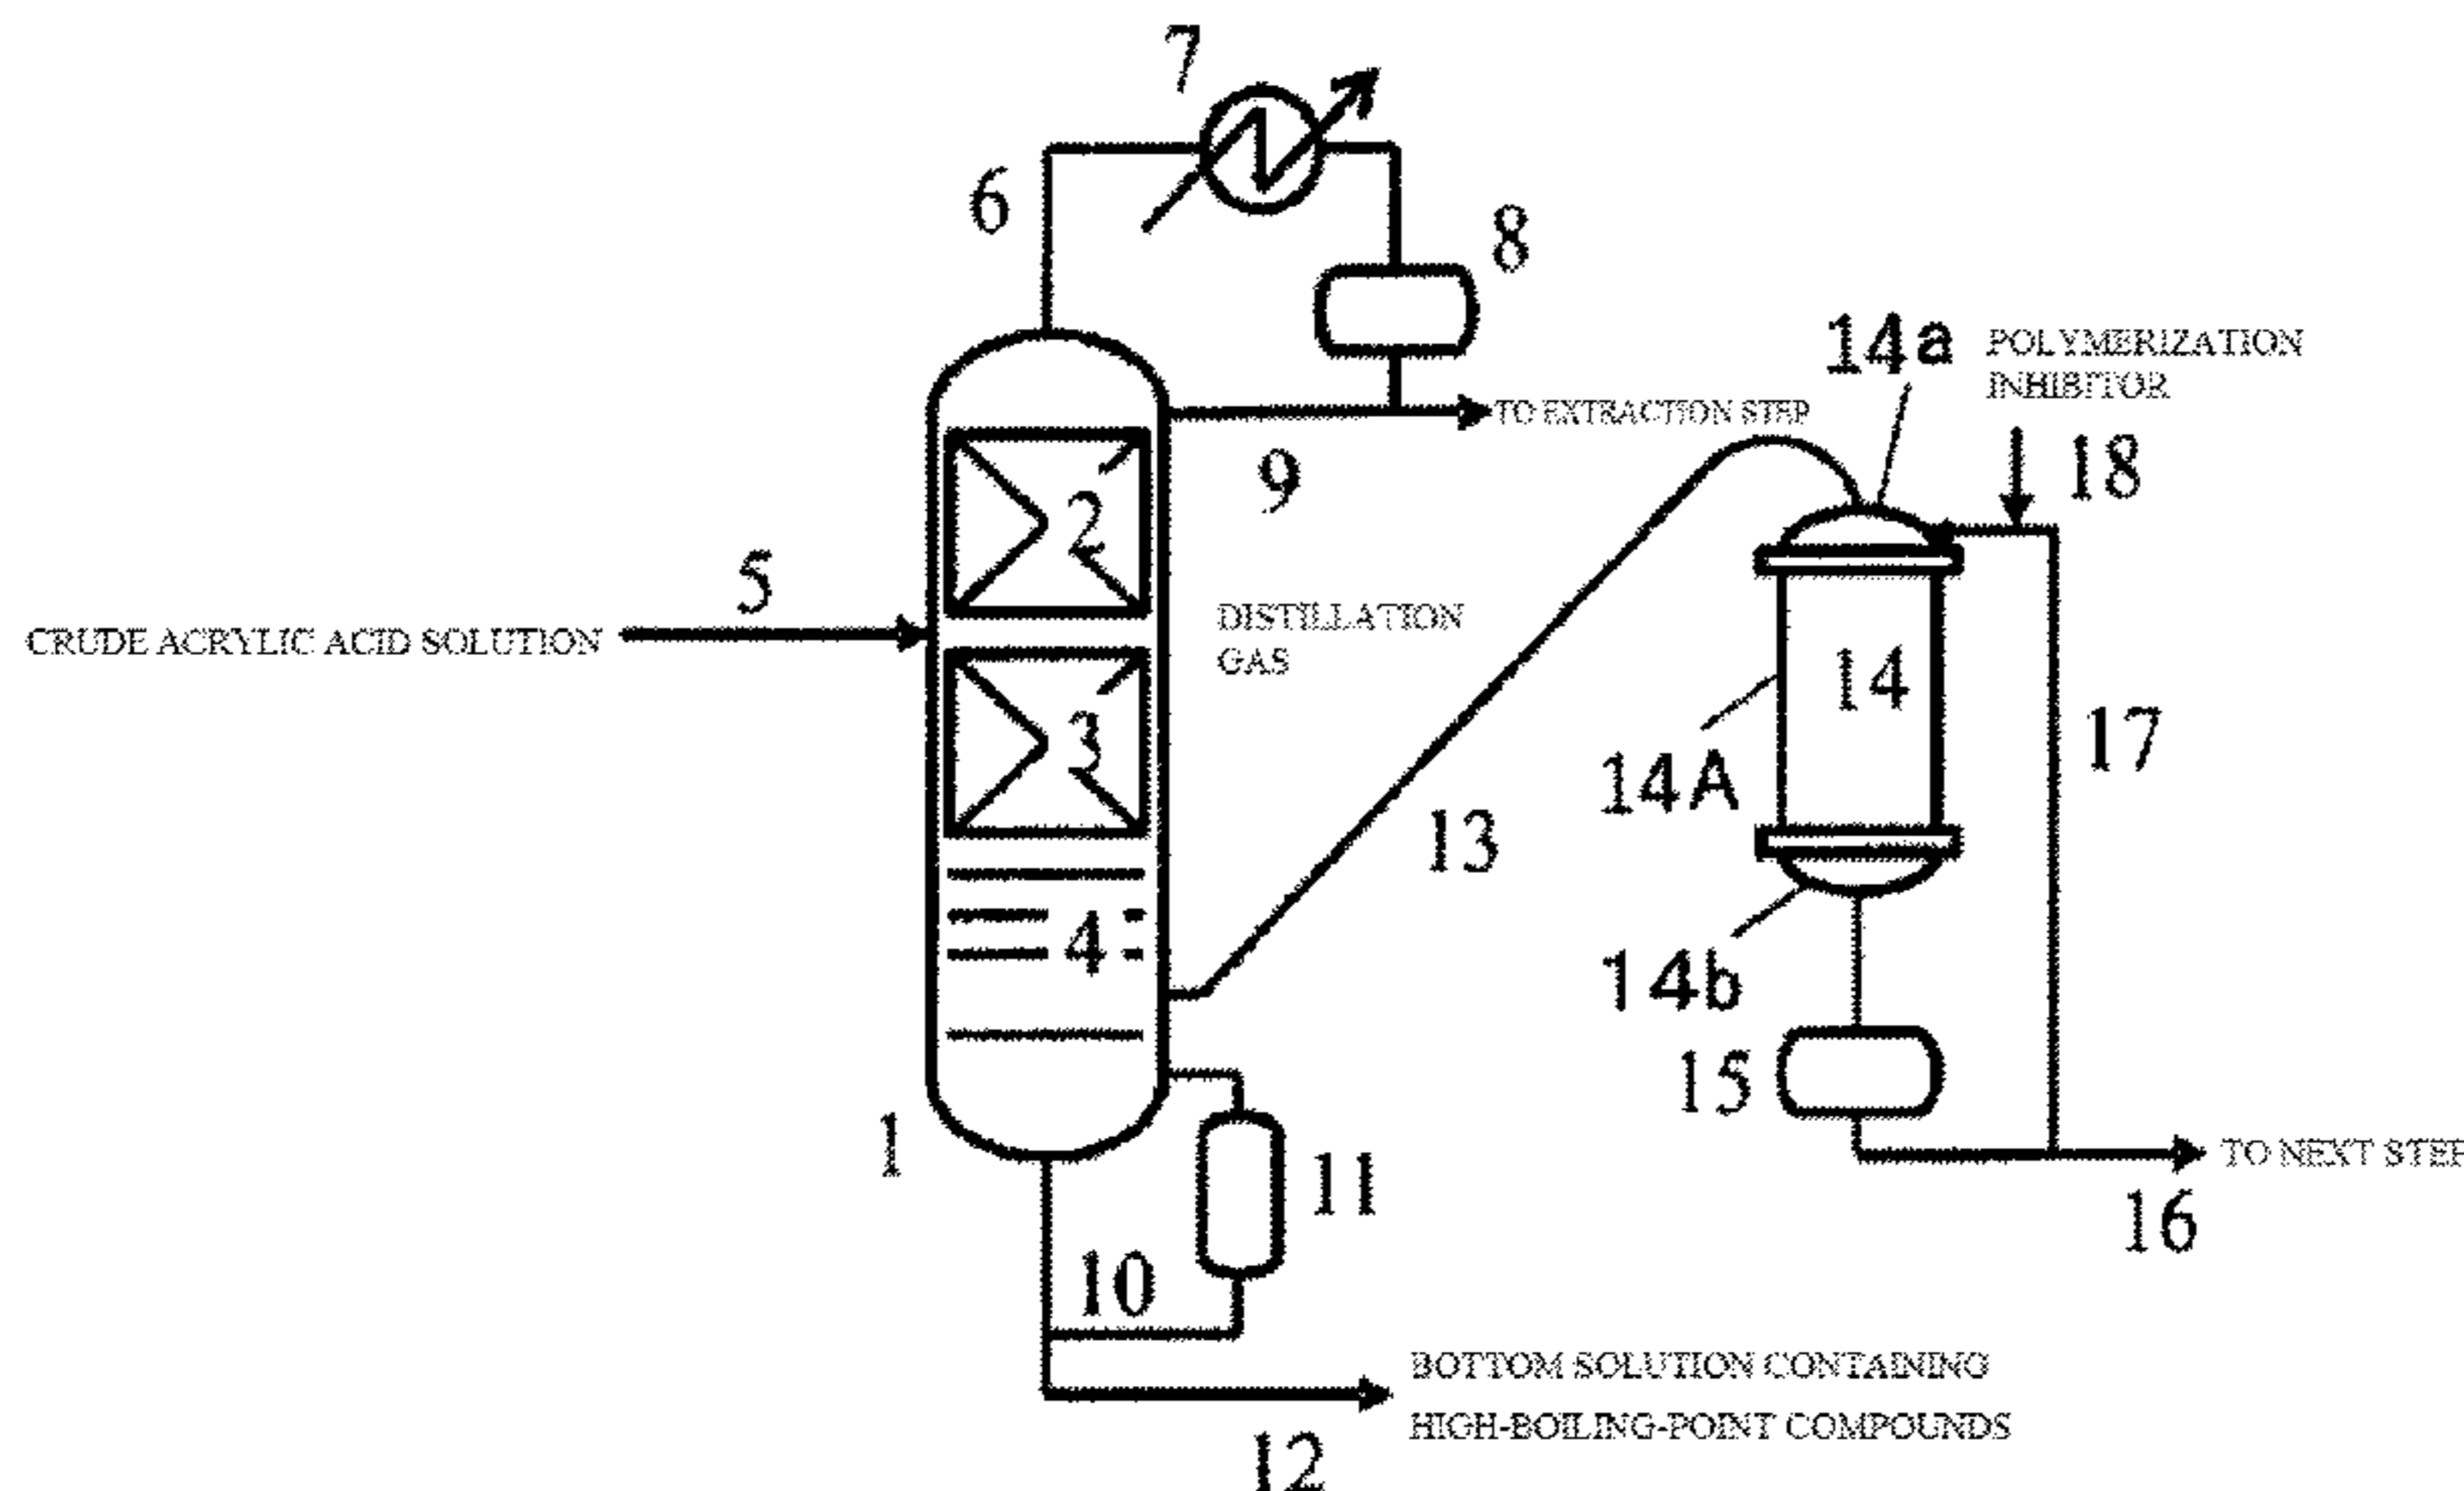 7
6
8
14a
POLYMERIZATION
INHIBITOR
TO EXTRACTION STEP
18
9
2
5
CRUDE ACRYLIC ACID SOLUTION
DISTILLATION
GAS
14
3
17
14A
13
4
14b
15
1
11
TO NEXT STEP
16
10
BOTTOM SOLUTION CONTAINING
HIGH-BOILING-POINT COMPOUNDS
12